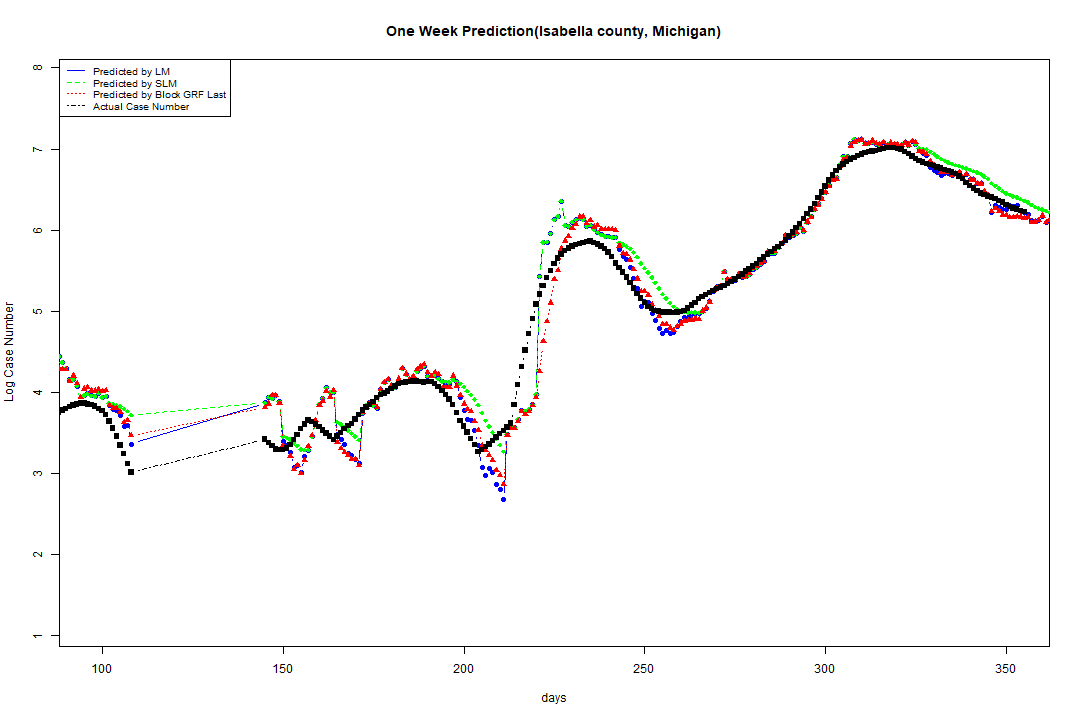 One Week Prediction(Isabella county, Michigan)
Predicted by LM
Predicted by SLM
Predicted by Block GRF Last
Actual Case Number
8
7
6
5
4
3
2
1
Log Case Number
100 150 200 250 300 350
days